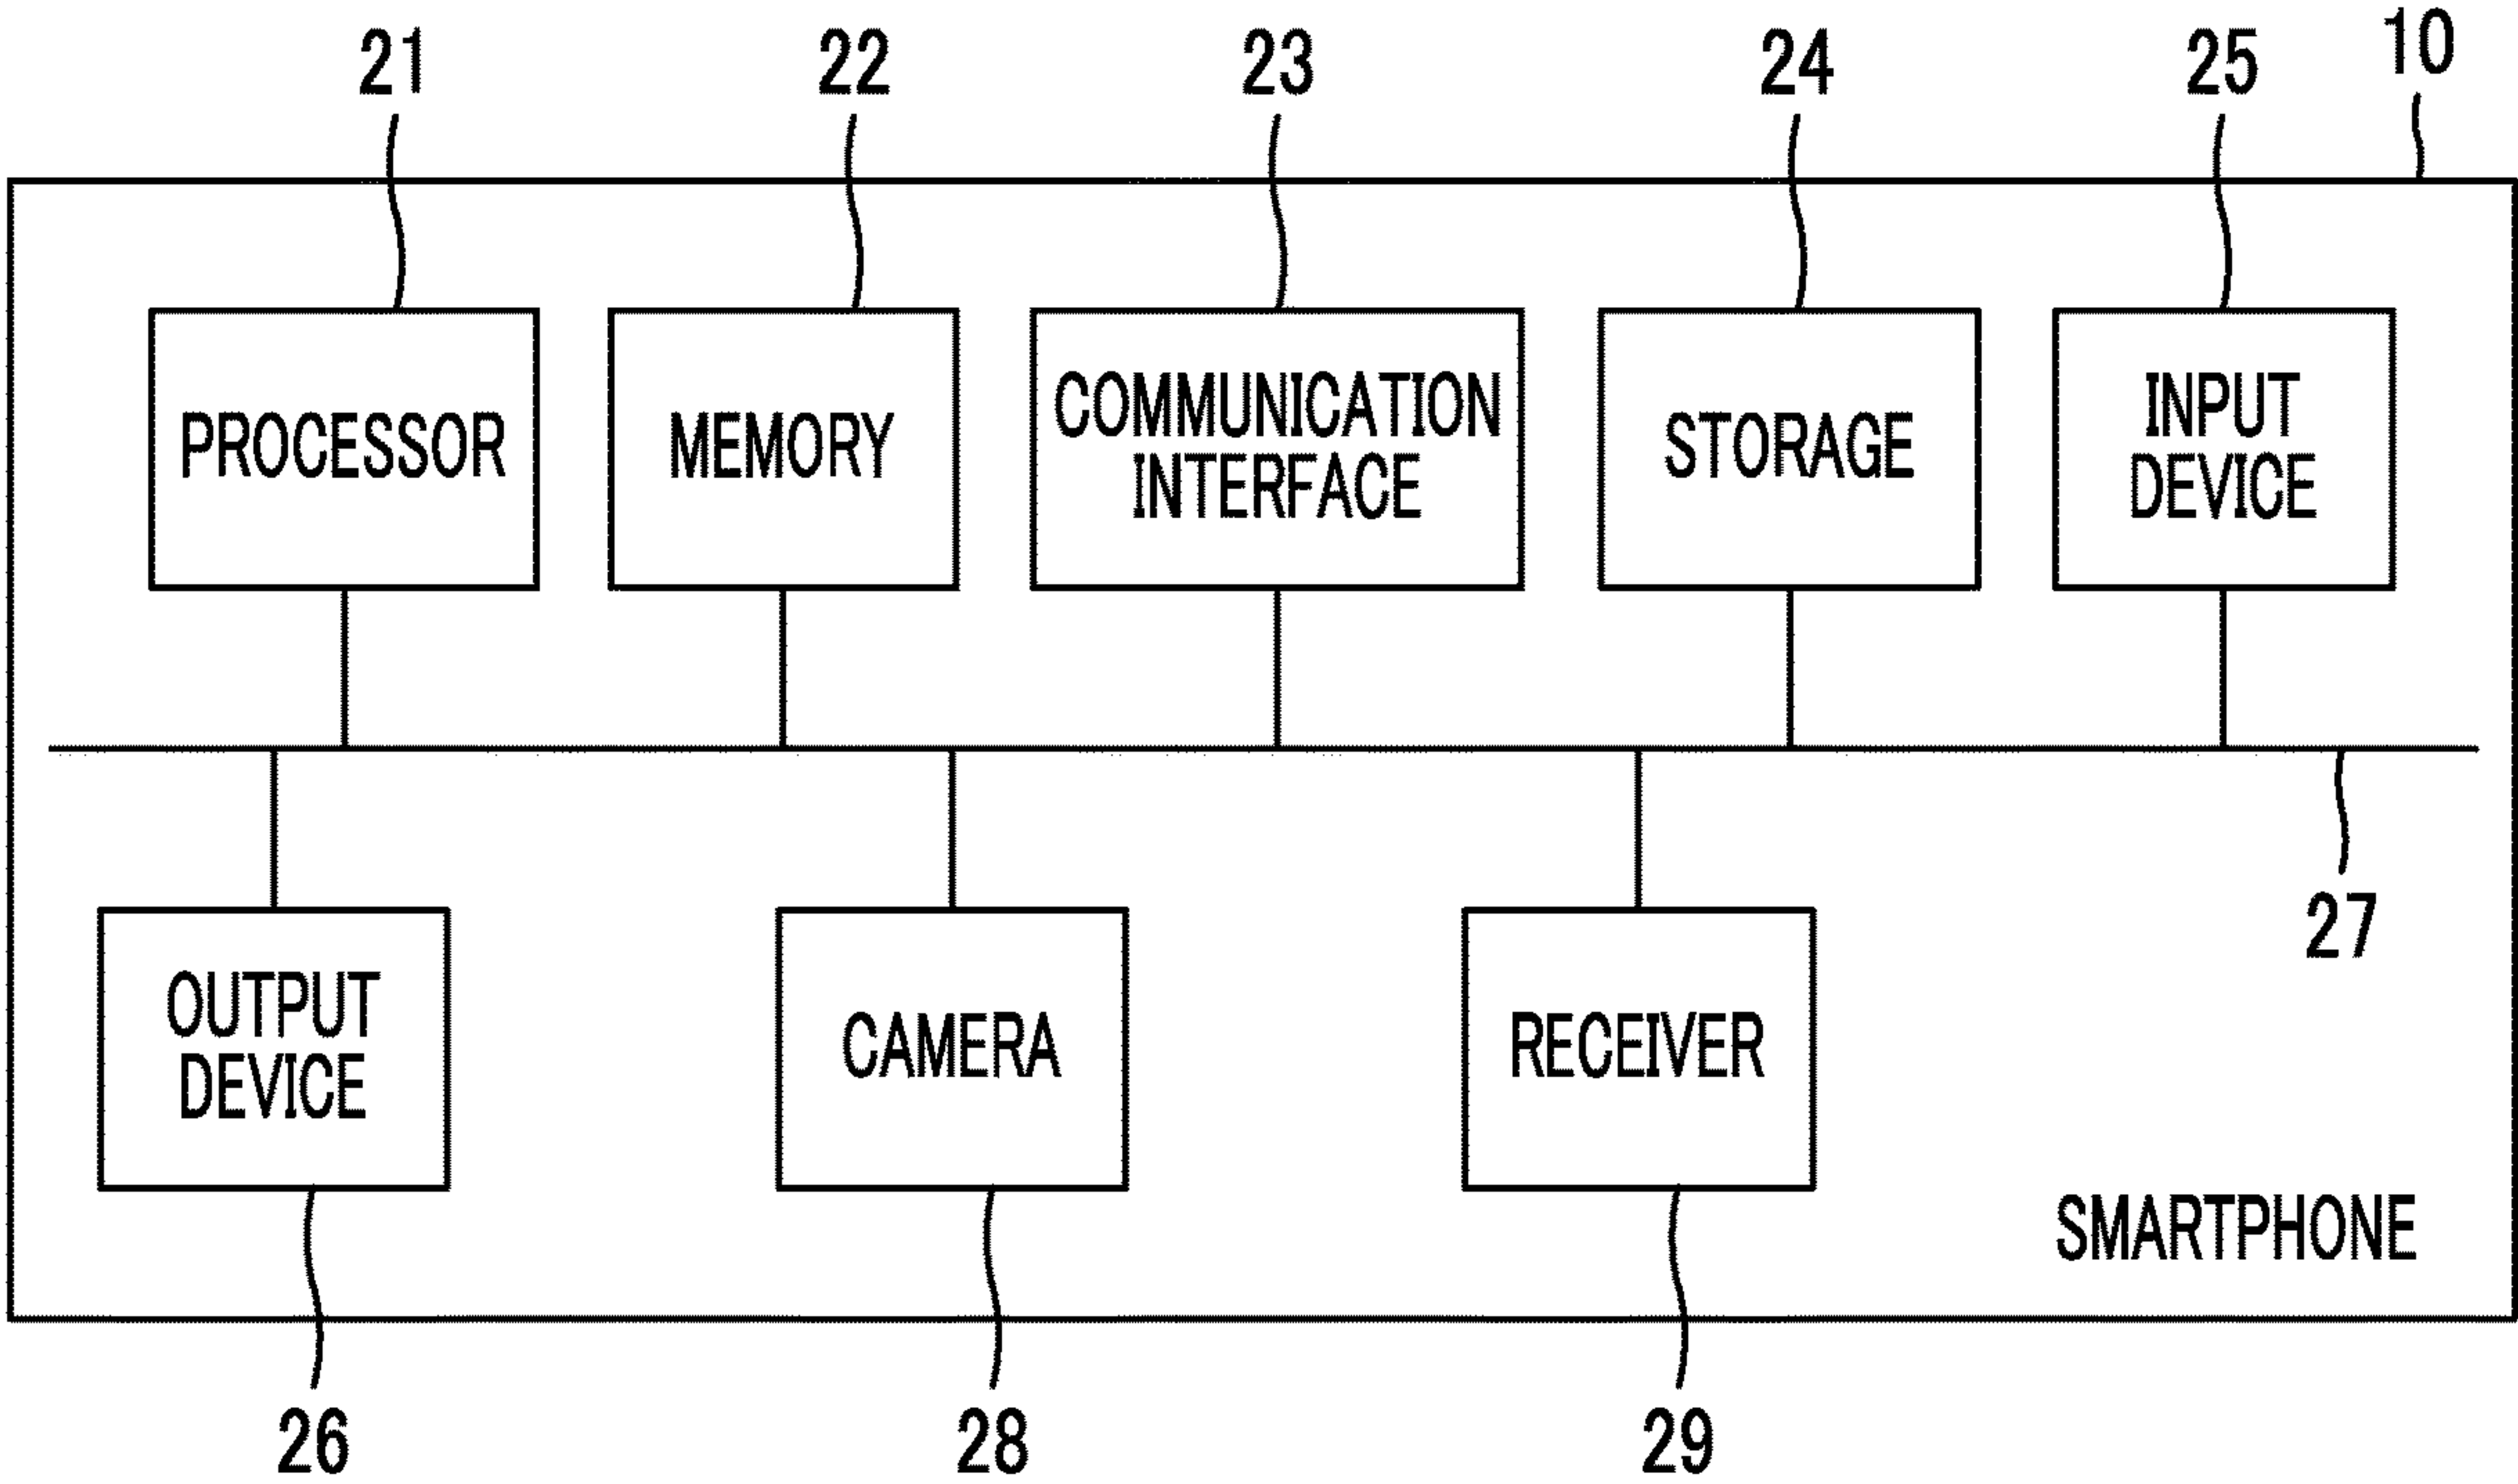 21 22 23 24 25 10
PROCESSOR
MEMORY
COMMUNICATION
INTERFACE
STORAGE
INPUT
DEVICE
27
OUTPUT
DEVICE
CAMERA
RECEIVER
SMARTPHONE
26 28 29